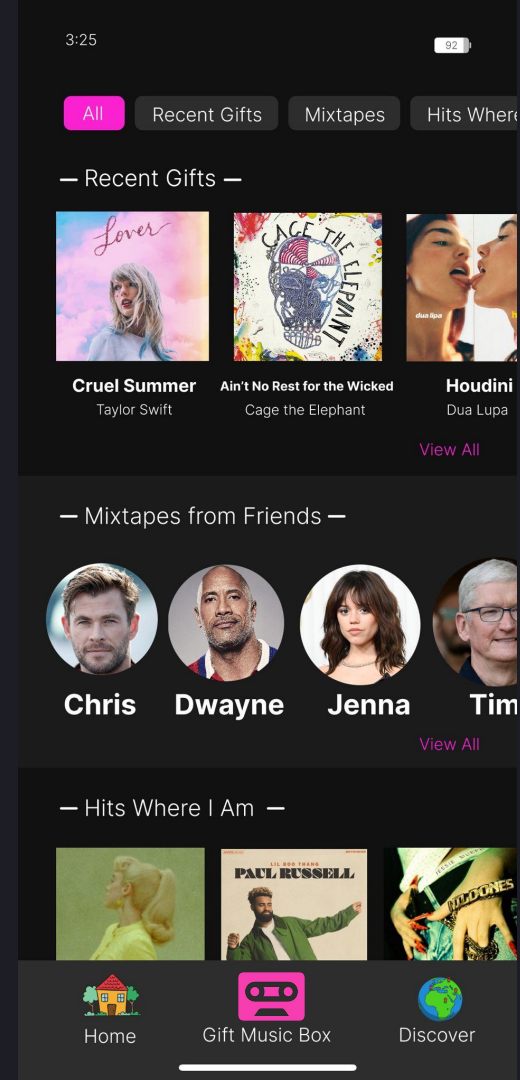 3:25
92
All
Recent Gifts
Mixtapes
Hits Where
— Recent Gifts —
Lover
CAGE THE ELEPHANT
dua lipa
Cruel Summer
Ain't No Rest for the Wicked
Houdini
Taylor Swift
Cage the Elephant
Dua Lupa
View All
— Mixtapes from Friends —
Chris
Dwayne
Jenna
Tim
View All
— Hits Where I Am —
LIL BOO THANG
PAUL RUSSELL
WILD ONES
Home
Gift Music Box
Discover